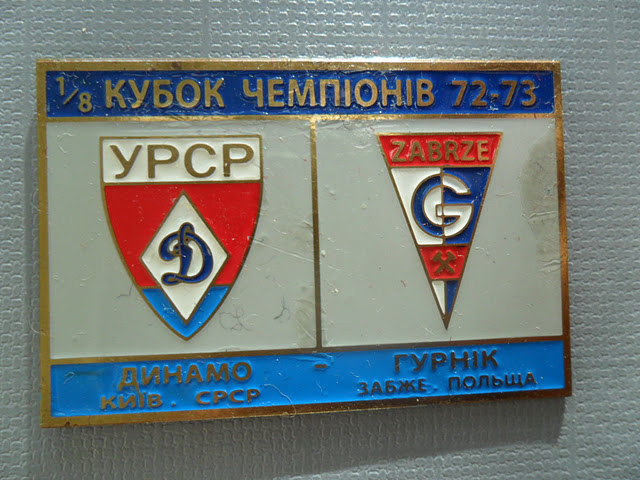 1/8 КУБОК ЧЕМПІОНІВ 72-73
УРСР
Д
ZABRZE
G
ДИНАМО - ГУРНІК
КИЇВ . СРСР ЗАБЖЕ . ПОЛЬЩА